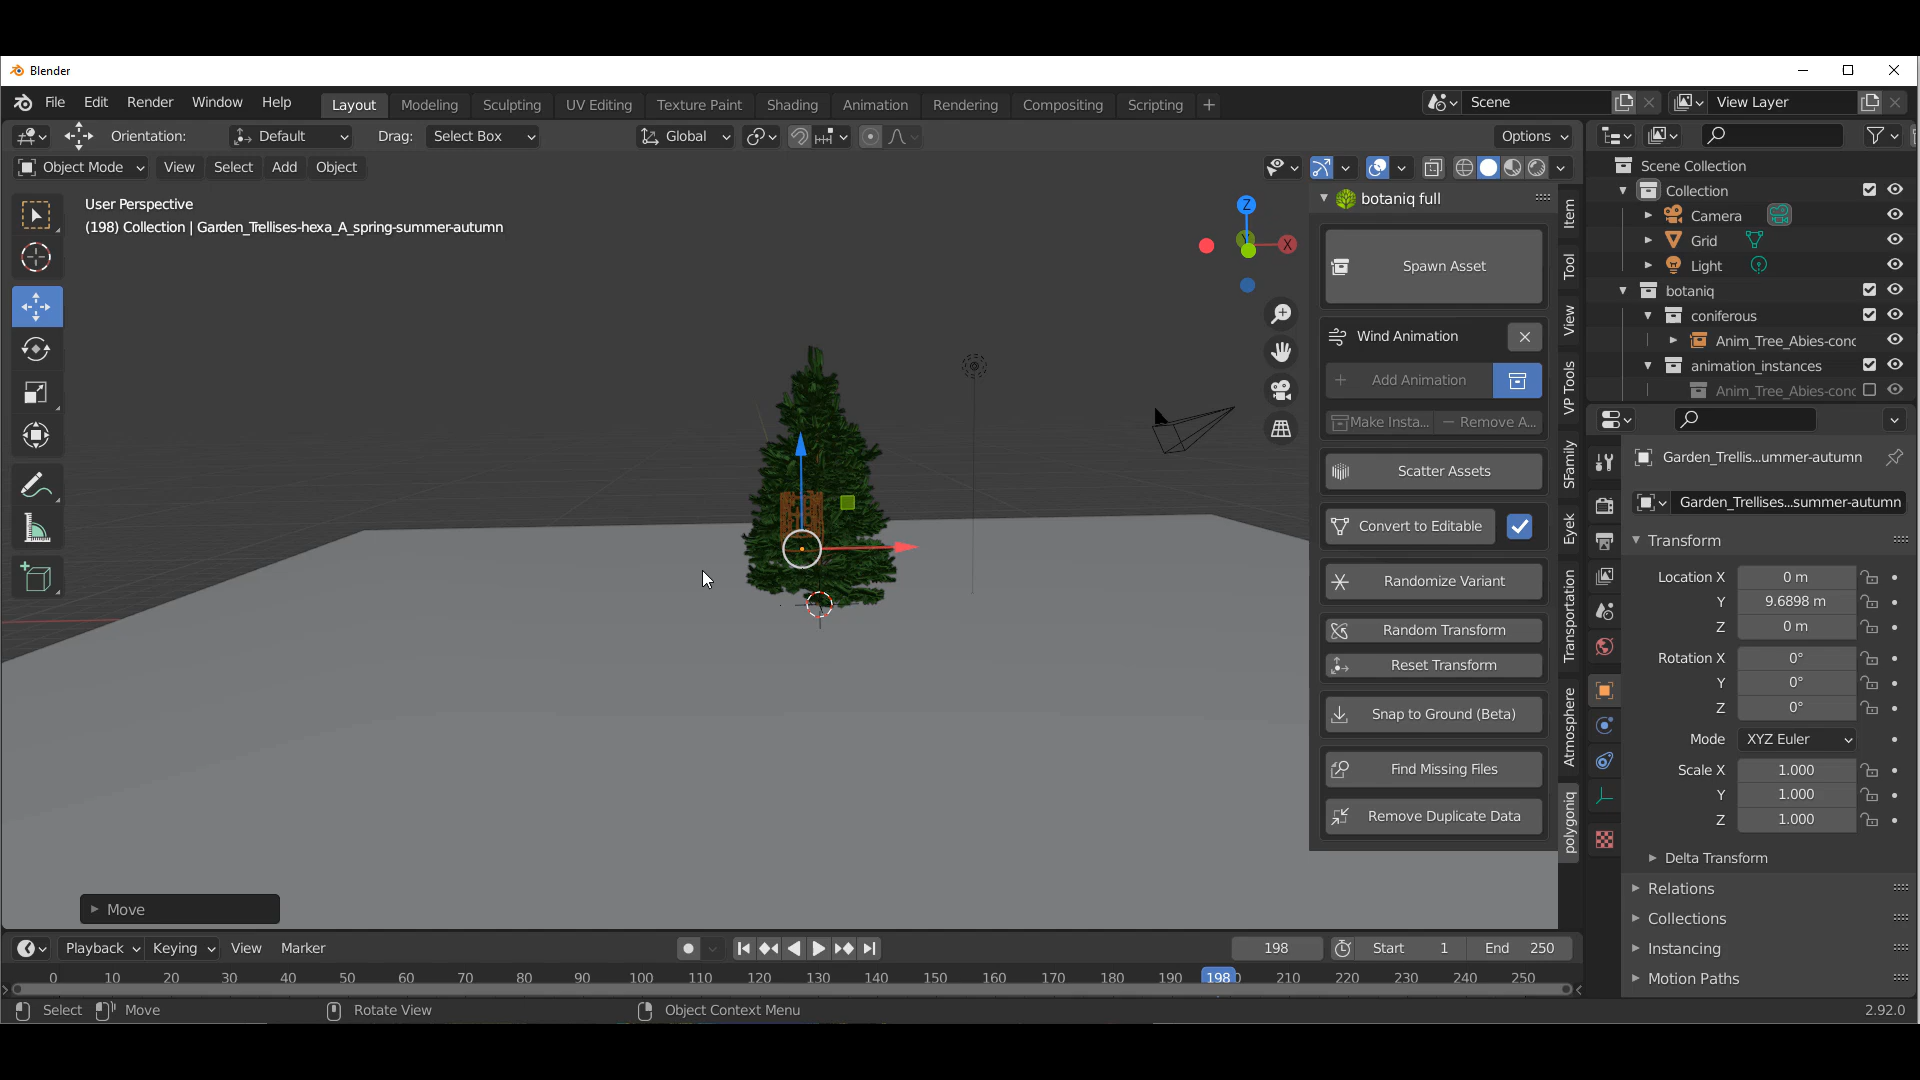 Blender
File Edit Render Window Help Layout Modeling Sculpting UV Editing Texture Paint Shading Animation Rendering Compositing Scripting + Scene View Layer
Orientation: Default Drag: Select Box Global Options
Object Mode View Select Add Object
User Perspective
(198) Collection | Garden_Trellises-hexa_A_spring-summer-autumn
Z
X
Y
botaniq full
Spawn Asset
Wind Animation
Add Animation
Make Insta... Remove A...
Scatter Assets
Convert to Editable
Randomize Variant
Random Transform
Reset Transform
Snap to Ground (Beta)
Find Missing Files
Remove Duplicate Data
Item
Tool
View
VP Tools
SFamily
Eyek
Transportation
Atmosphere
polygoniq
Scene Collection
Collection
Camera
Grid
Light
botaniq
coniferous
Anim_Tree_Abies-conc
animation_instances
Anim_Tree_Abies-conc
Garden_Trellis...ummer-autumn
Garden_Trellises...summer-autumn
Transform
Location X 0 m
Y 9.6898 m
Z 0 m
Rotation X 0°
Y 0°
Z 0°
Mode XYZ Euler
Scale X 1.000
Y 1.000
Z 1.000
Delta Transform
Relations
Collections
Instancing
Motion Paths
Move
Playback Keying View Marker 198 Start 1 End 250
0 10 20 30 40 50 60 70 80 90 100 110 120 130 140 150 160 170 180 190 198 210 220 230 240 250
Select Move Rotate View Object Context Menu 2.92.0